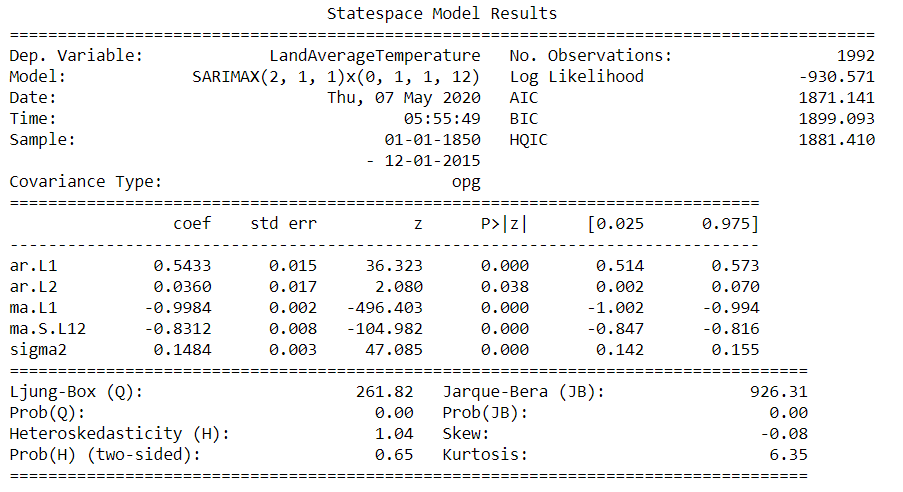 Statespace Model Results
==========================================================================================
Dep. Variable: LandAverageTemperature No. Observations: 1992
Model: SARIMAX(2, 1, 1)x(0, 1, 1, 12) Log Likelihood -930.571
Date: Thu, 07 May 2020 AIC 1871.141
Time: 05:55:49 BIC 1899.093
Sample: 01-01-1850 HQIC 1881.410
- 12-01-2015
Covariance Type: opg
==============================================================================
coef std err z P>|z| [0.025 0.975]
------------------------------------------------------------------------------
ar.L1 0.5433 0.015 36.323 0.000 0.514 0.573
ar.L2 0.0360 0.017 2.080 0.038 0.002 0.070
ma.L1 -0.9984 0.002 -496.403 0.000 -1.002 -0.994
ma.S.L12 -0.8312 0.008 -104.982 0.000 -0.847 -0.816
sigma2 0.1484 0.003 47.085 0.000 0.142 0.155
===================================================================================
Ljung-Box (Q): 261.82 Jarque-Bera (JB): 926.31
Prob(Q): 0.00 Prob(JB): 0.00
Heteroskedasticity (H): 1.04 Skew: -0.08
Prob(H) (two-sided): 0.65 Kurtosis: 6.35
===================================================================================